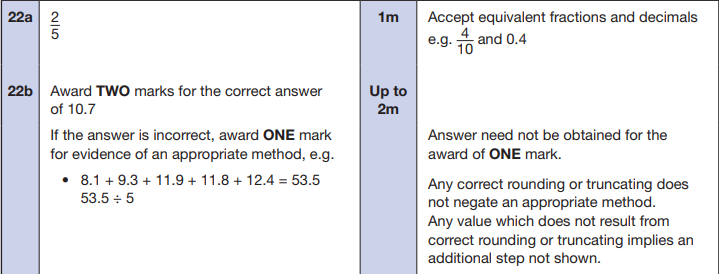 22a 2/5 1m Accept equivalent fractions and decimals
e.g. 4/10 and 0.4
22b Award TWO marks for the correct answer Up to
of 10.7 2m
If the answer is incorrect, award ONE mark Answer need not be obtained for the
for evidence of an appropriate method, e.g. award of ONE mark.
• 8.1 + 9.3 + 11.9 + 11.8 + 12.4 = 53.5 Any correct rounding or truncating does
53.5 ÷ 5 not negate an appropriate method.
Any value which does not result from
correct rounding or truncating implies an
additional step not shown.